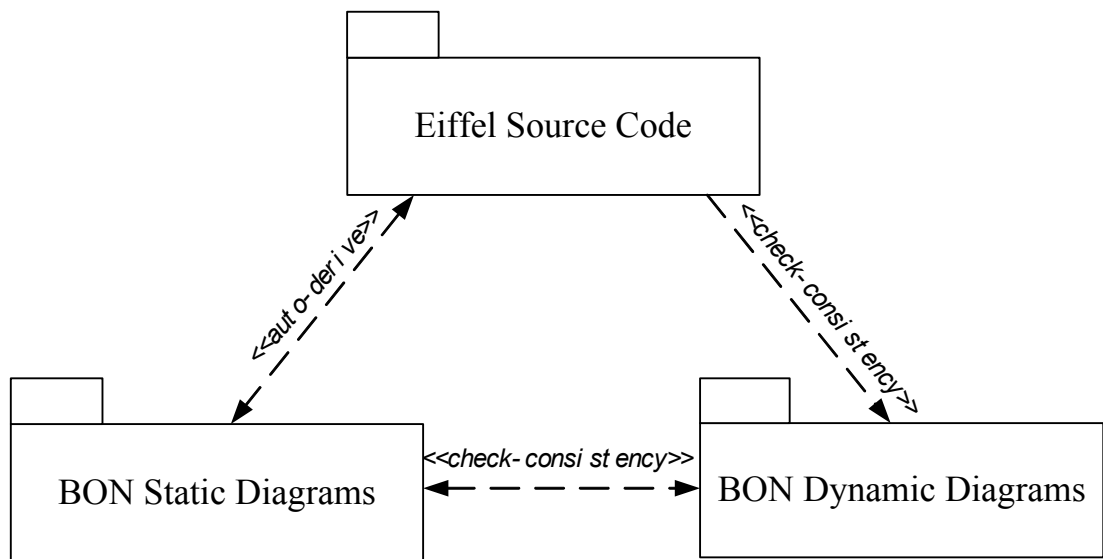 Eiffel Source Code
<<auto-derive>>
<<check-consistency>>
<<check-consistency>>
BON Static Diagrams
BON Dynamic Diagrams